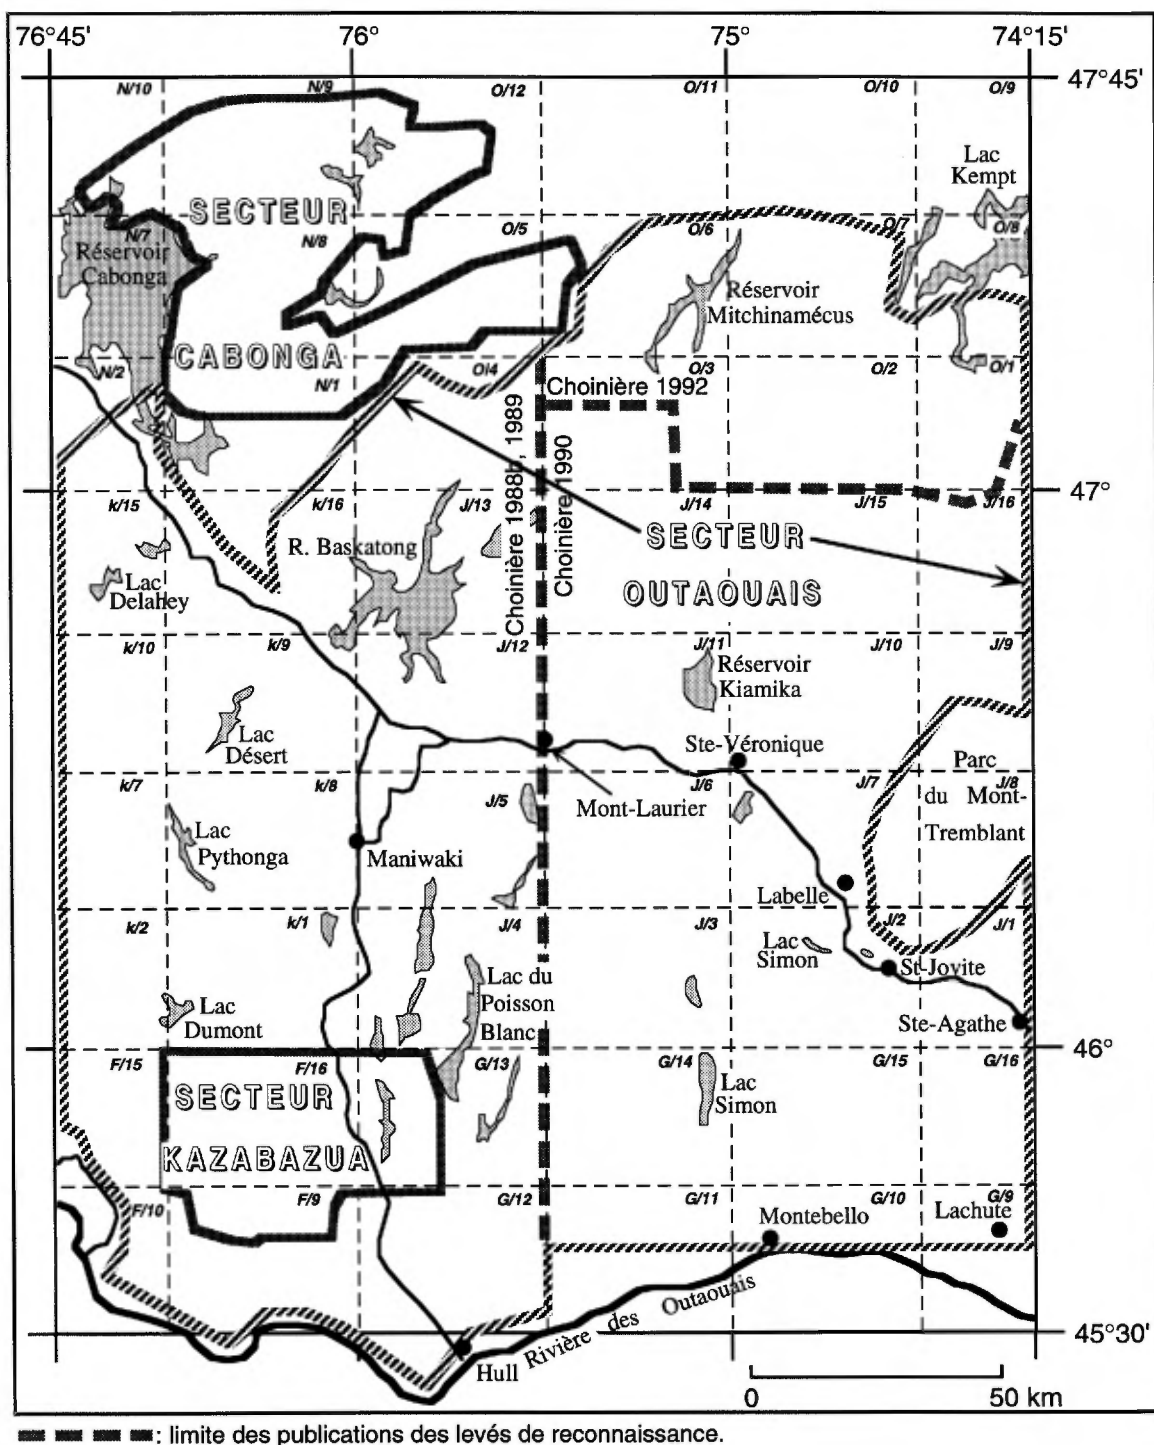 76°45'
76°
75°
74°15'
47°45'
N/10
N/9
O/12
O/11
O/10
O/9
Lac
Kempt
SECTEUR
N/7
N/8
O/5
O/6
O/7
O/8
Réservoir
Cabonga
Réservoir
Mitchinamécus
CABONGA
N/2
N/1
O/4
O/3
O/2
O/1
Choinière 1992
Choinière 1988b, 1989
Choinière 1990
k/15
k/16
J/13
J/14
J/15
J/16
47°
SECTEUR
OUTAOUAIS
R. Baskatong
Lac
Delahey
k/10
k/9
J/12
J/11
J/10
J/9
Réservoir
Kiamika
Lac
Désert
Ste-Véronique
Parc
du Mont-
Tremblant
k/7
k/8
J/5
J/6
J/7
J/8
Mont-Laurier
Lac
Pythonga
Maniwaki
Labelle
k/2
k/1
J/4
J/3
J/2
J/1
Lac
Simon
St-Jovite
Lac du
Poisson
Blanc
Lac
Dumont
Ste-Agathe
46°
F/15
F/16
G/13
G/14
G/15
G/16
SECTEUR
KAZABAZUA
Lac
Simon
F/10
F/9
G/12
G/11
G/10
G/9
Montebello
Lachute
45°30'
Hull
Rivière des Outaouais
0
50 km
: limite des publications des levés de reconnaissance.